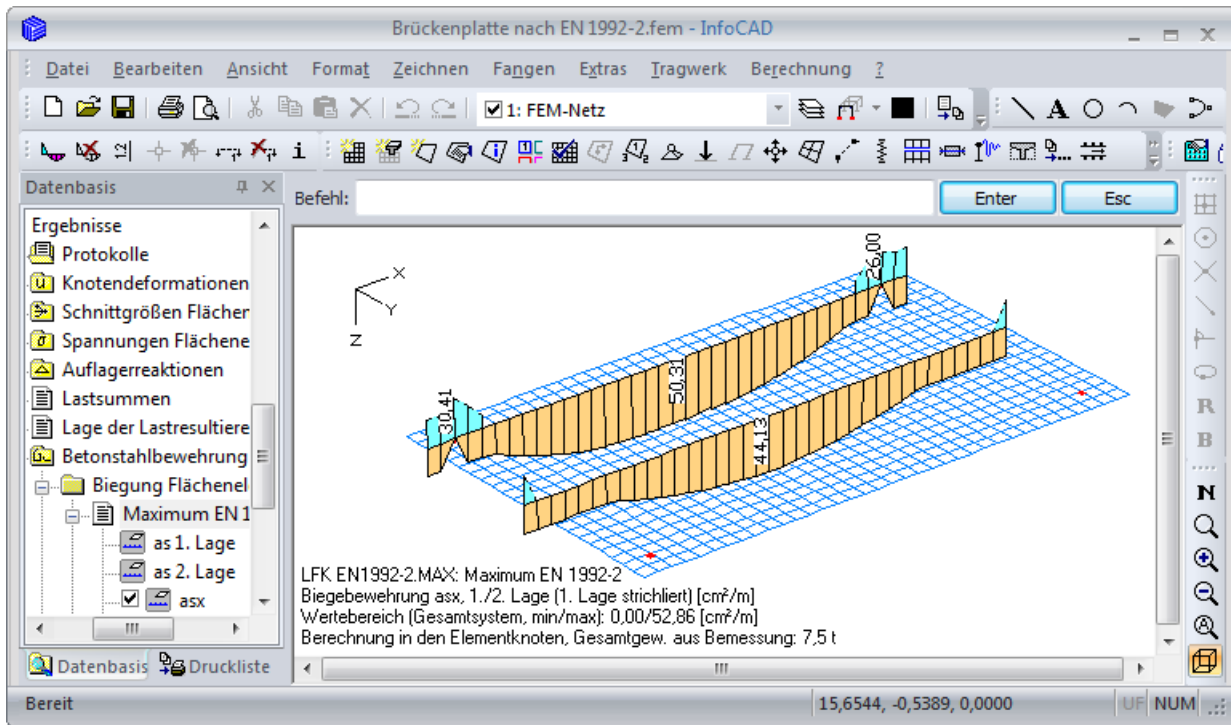 Brückenplatte nach EN 1992-2.fem - InfoCAD
Datei Bearbeiten Ansicht Format Zeichnen Fangen Extras Tragwerk Berechnung ?
1: FEM-Netz
Datenbasis
Befehl:
Enter
Esc
Ergebnisse
Protokolle
Knotendeformationen
Schnittgrößen Flächer
Spannungen Flächene
Auflagerreaktionen
Lastsummen
Lage der Lastresultiere
Betonstahlbewehrung
Biegung Flächenel
Maximum EN 1
as 1. Lage
as 2. Lage
asx
Datenbasis Druckliste
X
Y
Z
26,00
50,31
30,41
44,13
LFK EN1992-2.MAX: Maximum EN 1992-2
Biegebewehrung asx, 1./2. Lage (1. Lage strichliert) [cm²/m]
Wertebereich (Gesamtsystem, min/max): 0,00/52,86 [cm²/m]
Berechnung in den Elementknoten, Gesamtgew. aus Bemessung: 7,5 t
R
B
N
Bereit
15,6544, -0,5389, 0,0000
UF NUM